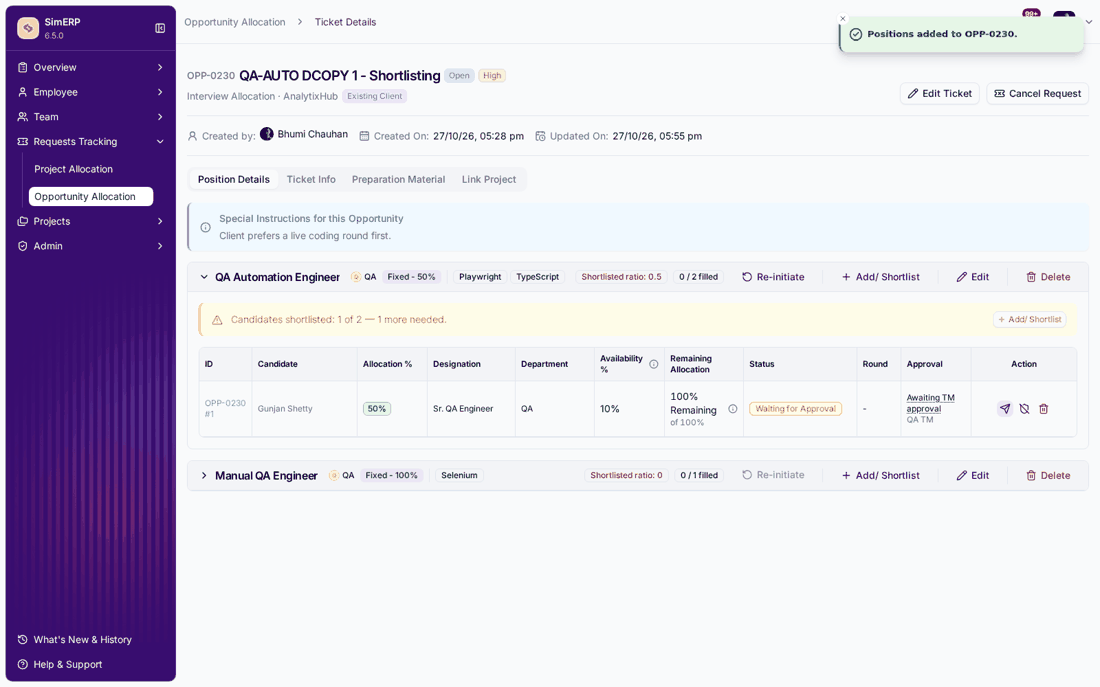 SimERP
6.5.0
Overview
Employee
Team
Requests Tracking
Project Allocation
Opportunity Allocation
Projects
Admin
What's New & History
Help & Support
Opportunity Allocation > Ticket Details
99+
Positions added to OPP-0230.
OPP-0230 QA-AUTO DCOPY 1 - Shortlisting Open High
Interview Allocation · AnalytixHub Existing Client
Edit Ticket Cancel Request
Created by: Bhumi Chauhan Created On: 27/10/26, 05:28 pm Updated On: 27/10/26, 05:55 pm
Position Details Ticket Info Preparation Material Link Project
Special Instructions for this Opportunity
Client prefers a live coding round first.
QA Automation Engineer QA Fixed - 50% Playwright TypeScript Shortlisted ratio: 0.5 0 / 2 filled Re-initiate + Add/ Shortlist Edit Delete
Candidates shortlisted: 1 of 2 — 1 more needed. + Add/ Shortlist
ID Candidate Allocation % Designation Department Availability % Remaining Allocation Status Round Approval Action
OPP-0230 #1 Gunjan Shetty 50% Sr. QA Engineer QA 10% 100% Remaining of 100% Waiting for Approval - Awaiting TM approval QA TM
Manual QA Engineer QA Fixed - 100% Selenium Shortlisted ratio: 0 0 / 1 filled Re-initiate + Add/ Shortlist Edit Delete